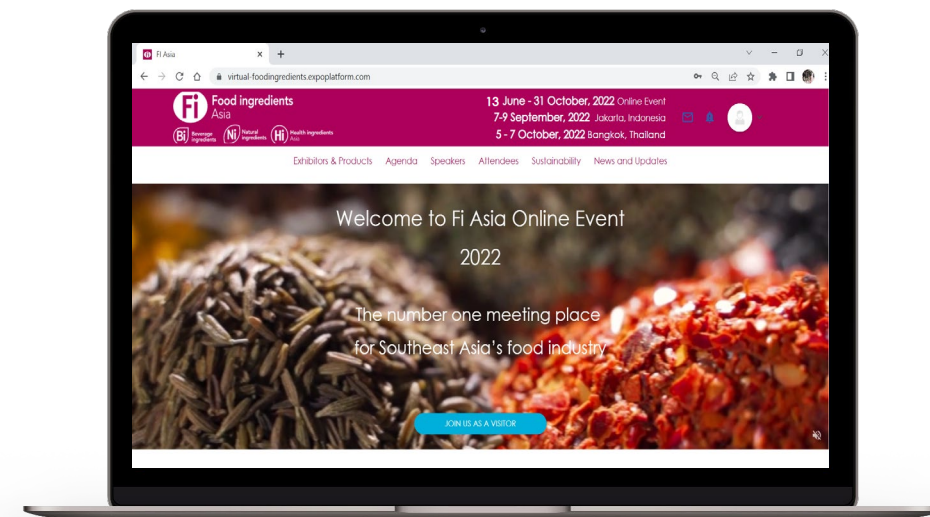 Fi Asia
virtual-foodingredients.expoplatform.com
Fi
Food ingredients
Asia
Bi
Beverage
ingredients
Ni
Natural
ingredients
Hi
Health ingredients
Asia
13 June - 31 October, 2022 Online Event
7-9 September, 2022 Jakarta, Indonesia
5 - 7 October, 2022 Bangkok, Thailand
Exhibitors & Products Agenda Speakers Attendees Sustainability News and Updates
Welcome to Fi Asia Online Event
2022
The number one meeting place
for Southeast Asia's food industry
JOIN US AS A VISITOR